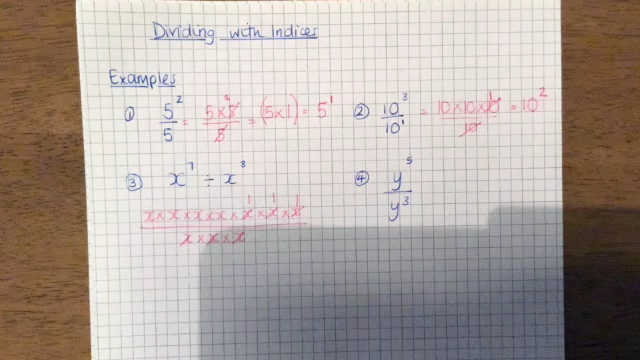 Dividing with Indices
Examples
① 5² / 5 = 5 × 5 / 5 = (5 × 1) = 5¹
② 10³ / 10¹ = 10 × 10 × 10 / 10 = 10²
③ x⁷ ÷ x³
x × x × x × x × x × x × x / x × x × x
④ y⁵ / y³